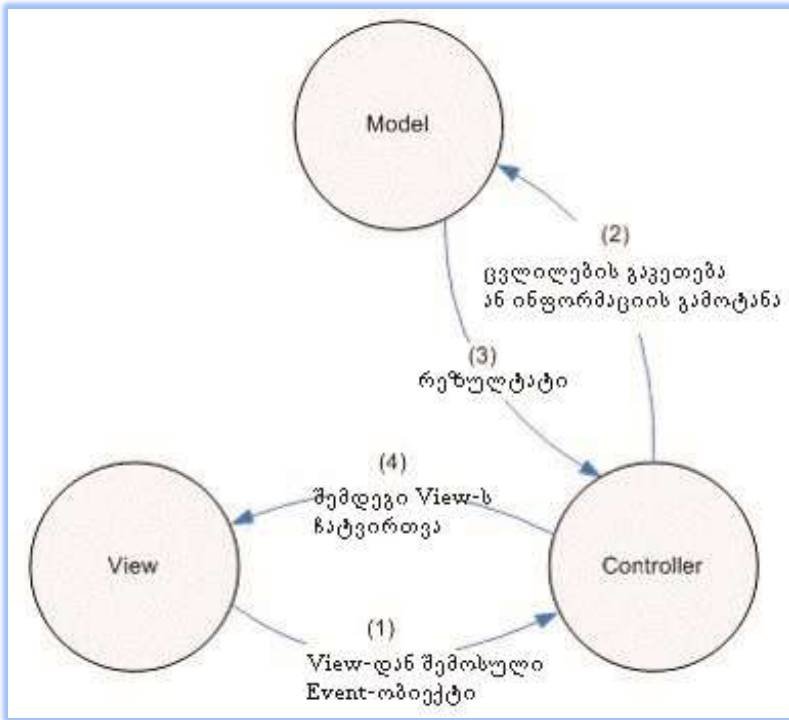 Model
(2)
ცვლილების გაკეთება
ან ინფორმაციის გამოტანა
(3)
რეზულტატი
(4)
შემდეგი View-ს
ჩატვირთვა
View
Controller
(1)
View-დან შემოსული
Event-ობიექტი